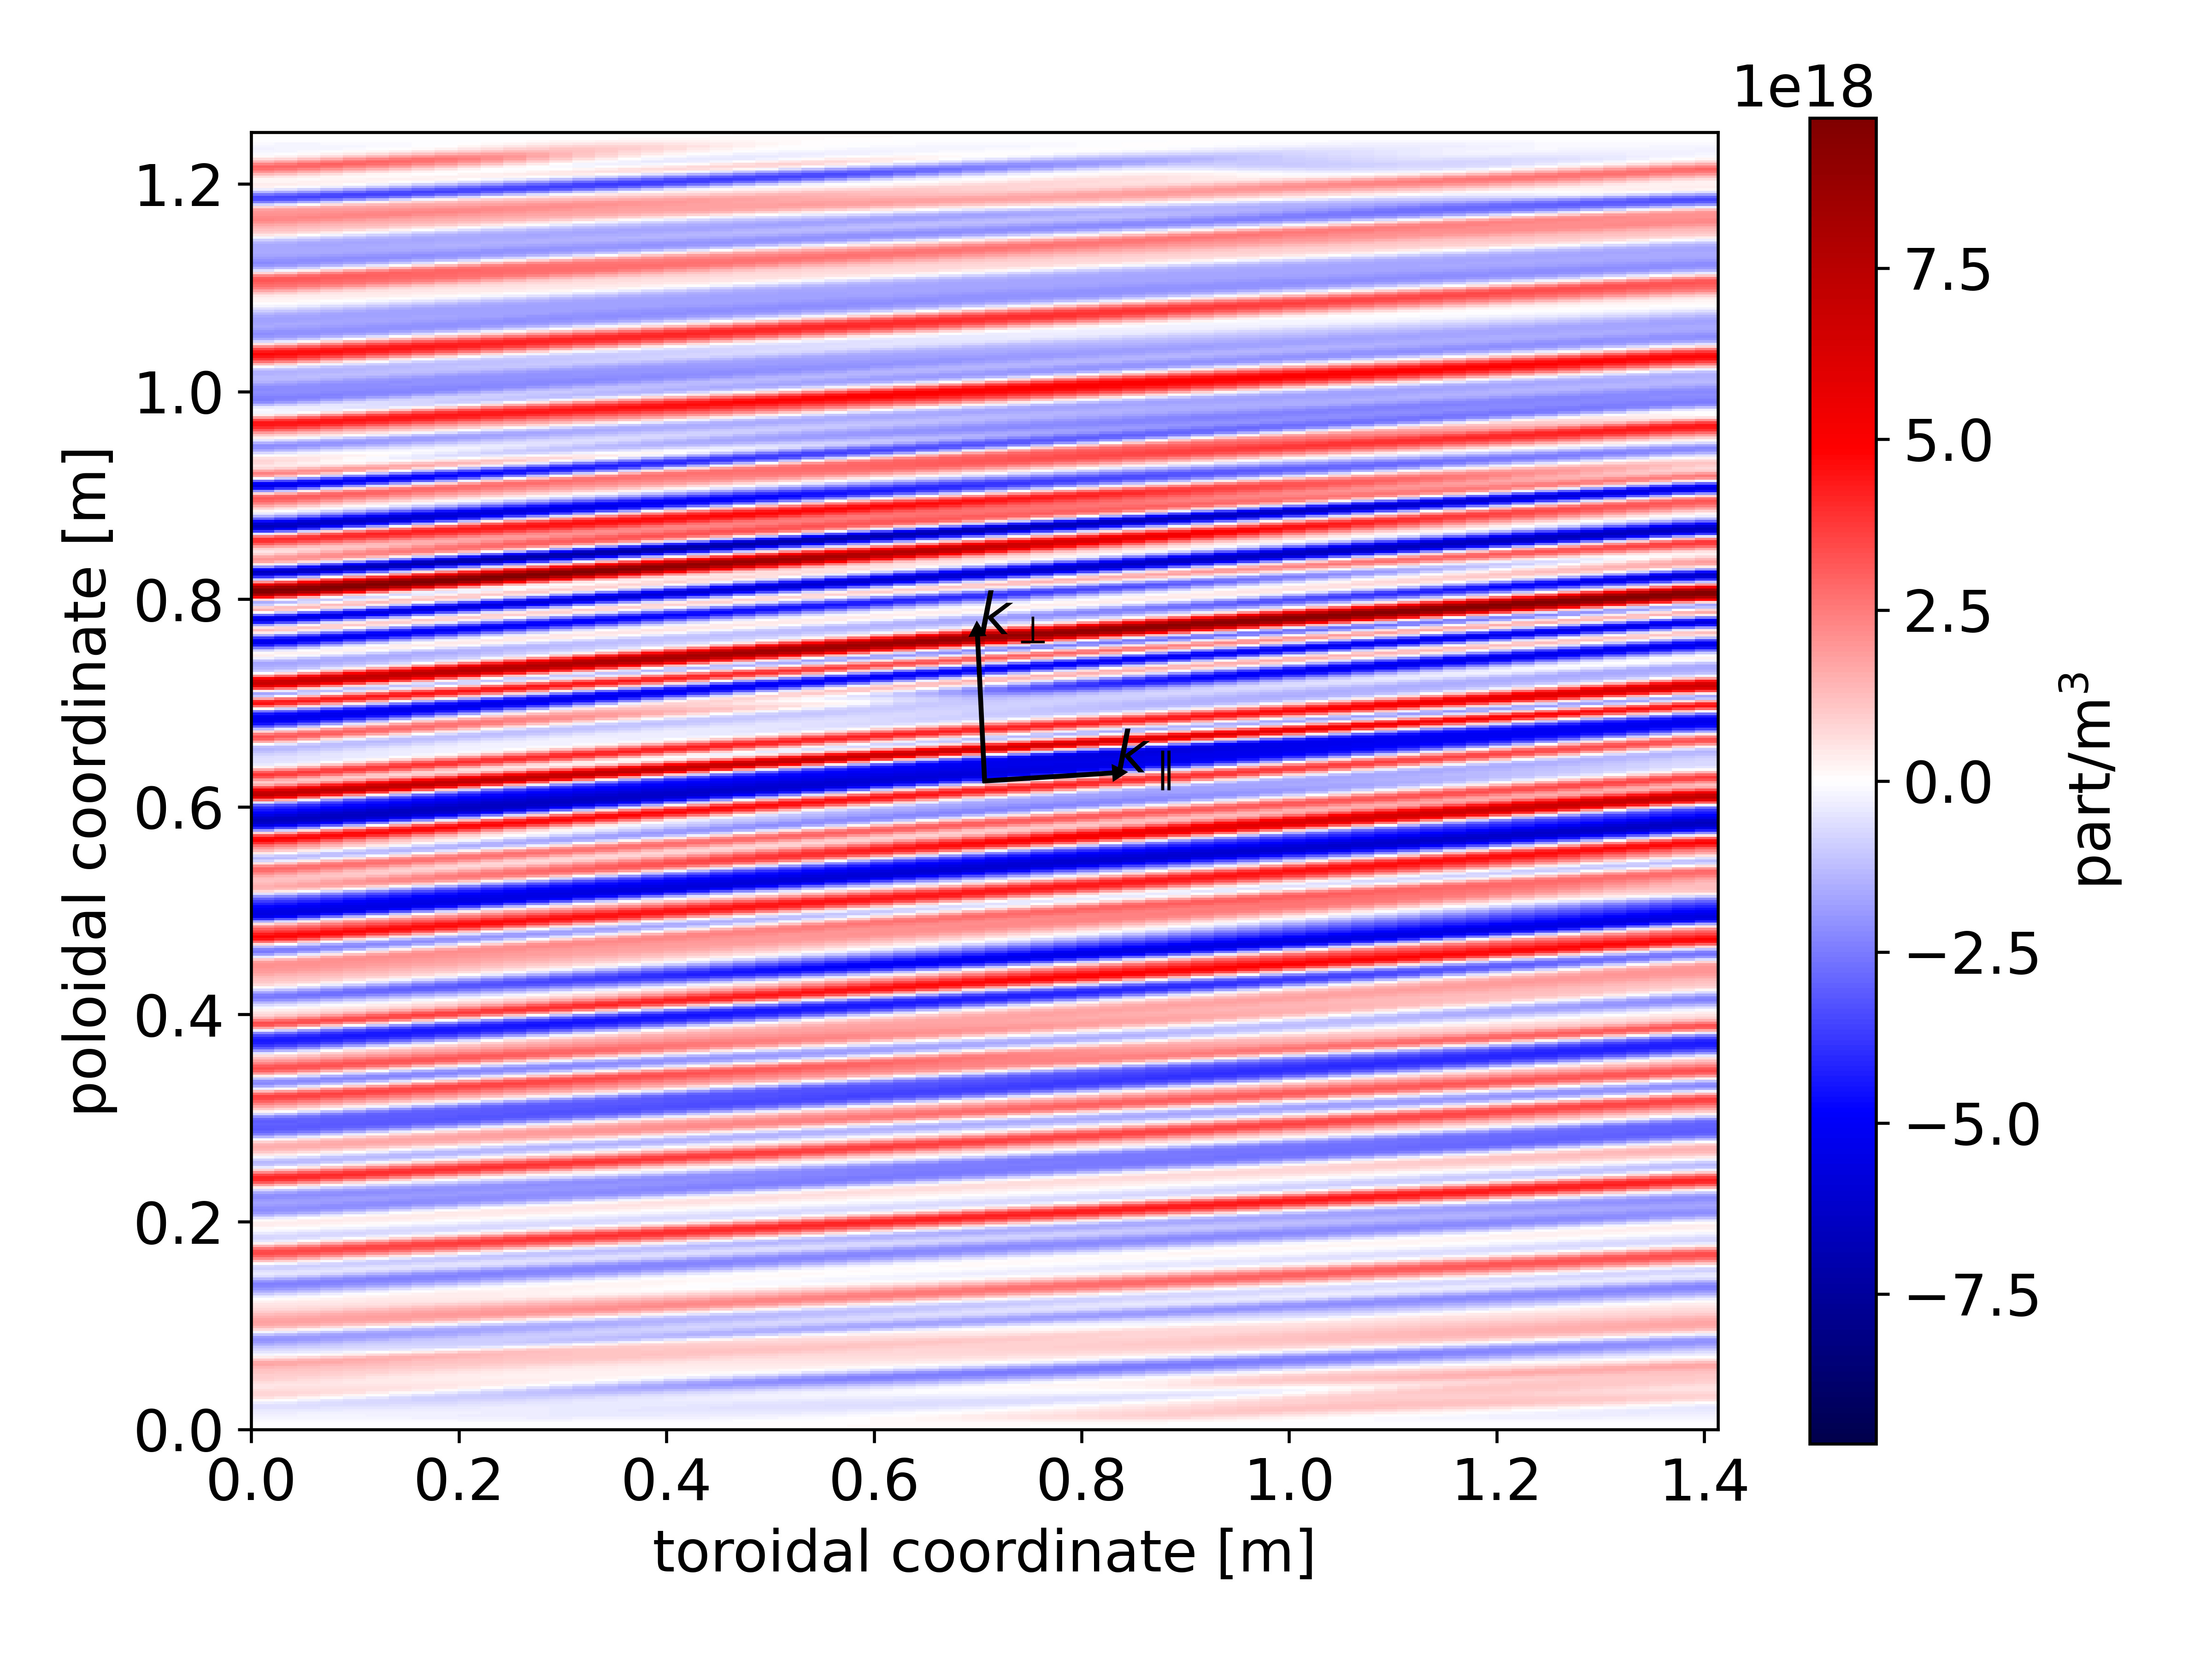 1e18
1.2
1.0
0.8
0.6
0.4
0.2
0.0
poloidal coordinate [m]
k⊥
k∥
0.0 0.2 0.4 0.6 0.8 1.0 1.2 1.4
toroidal coordinate [m]
7.5
5.0
2.5
0.0
−2.5
−5.0
−7.5
part/m³